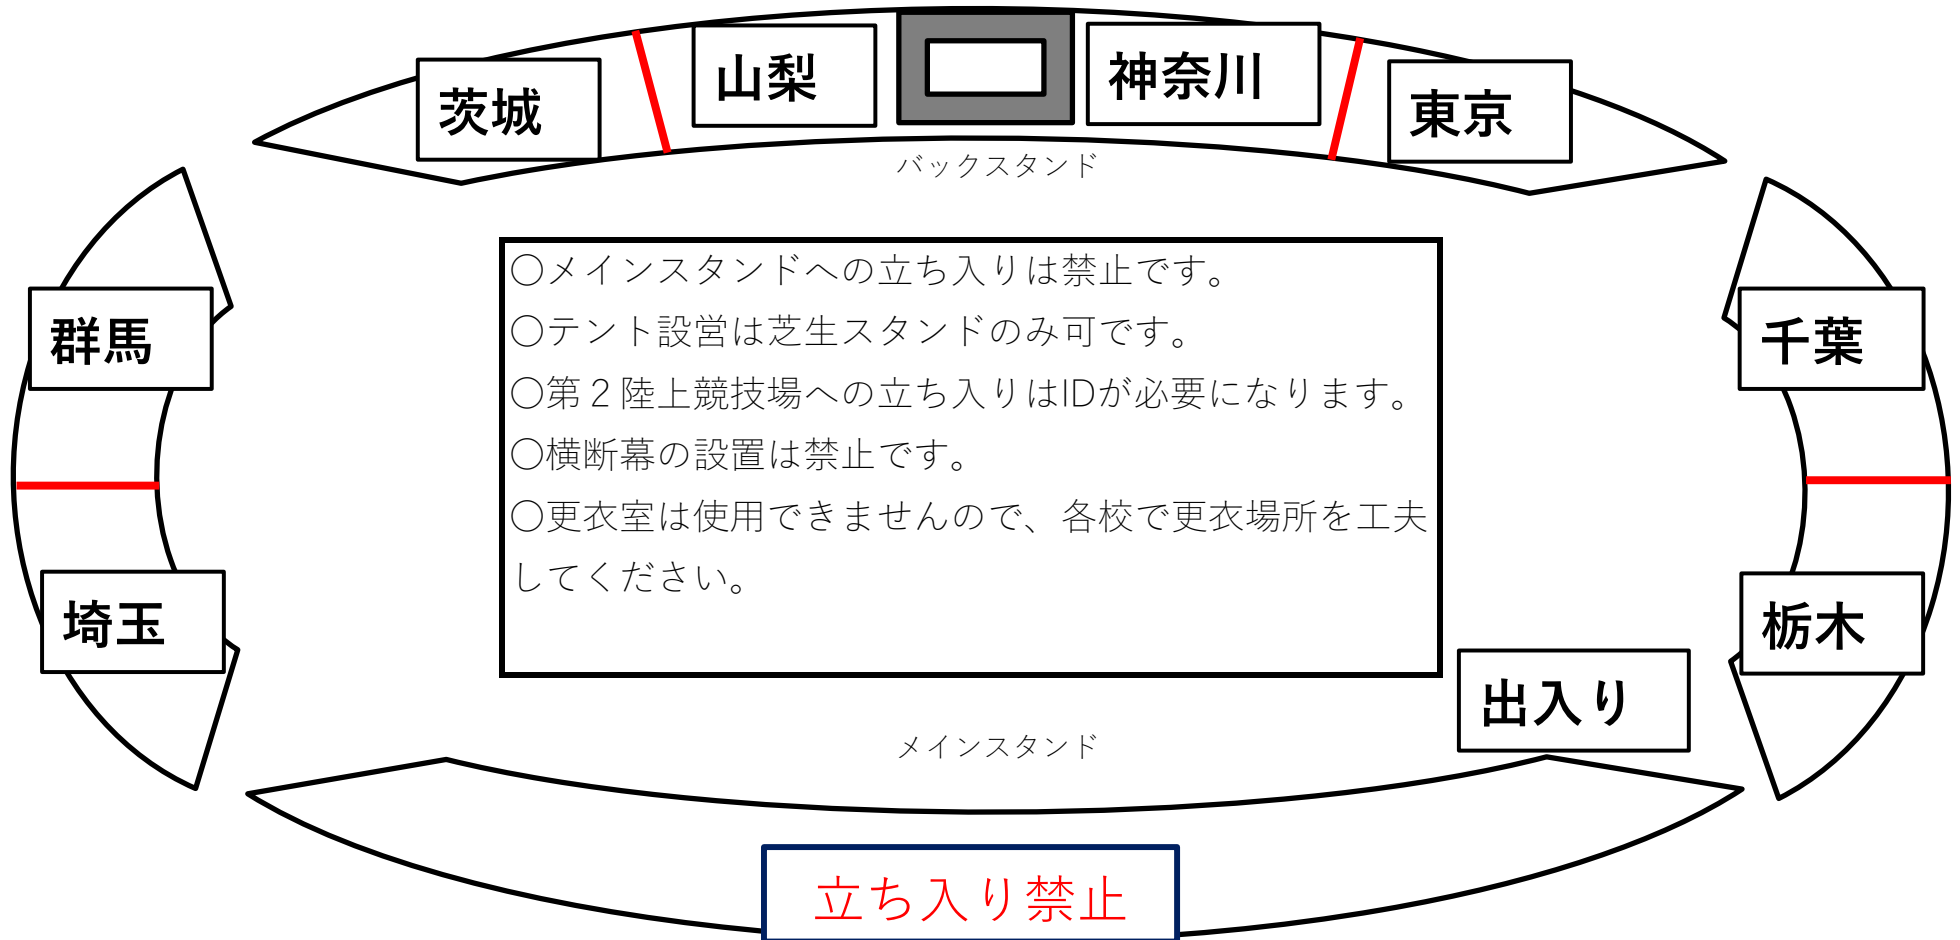 茨城
山梨
神奈川
東京
バックスタンド
群馬
千葉
〇メインスタンドへの立ち入りは禁止です。
〇テント設営は芝生スタンドのみ可です。
〇第２陸上競技場への立ち入りはIDが必要になります。
〇横断幕の設置は禁止です。
〇更衣室は使用できませんので、各校で更衣場所を工夫
してください。
埼玉
栃木
出入り
メインスタンド
立ち入り禁止